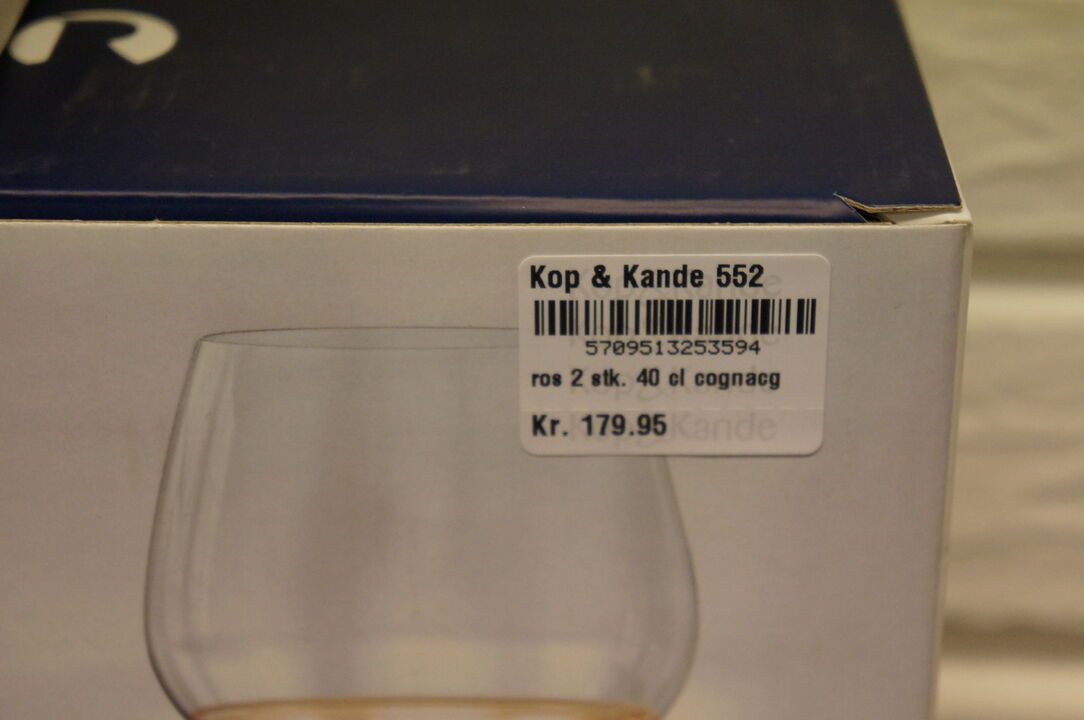 Kop & Kande 552
5709513253594
ros 2 stk. 40 cl cognacg
Kr. 179.95